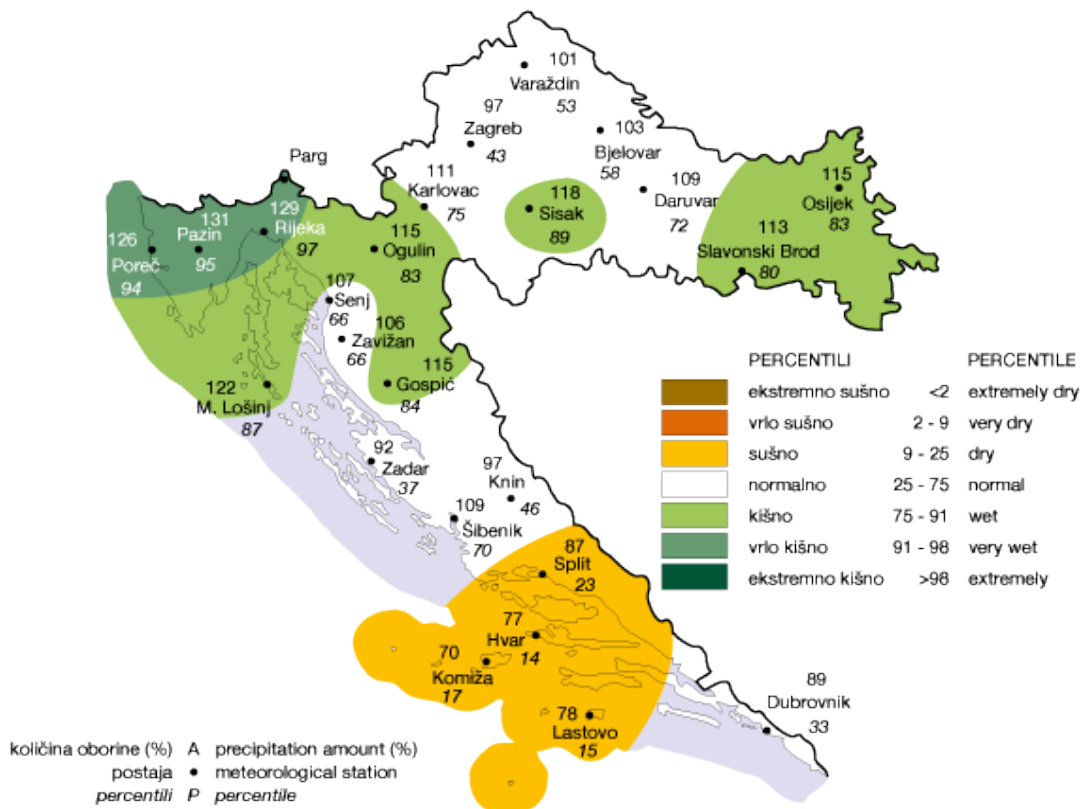 101
Varaždin
53
97
Zagreb
43
103
Bjelovar
58
Parg
111
Karlovac
75
109
Daruvar
72
118
Sisak
89
115
Osijek
83
113
Slavonski Brod
80
126
Poreč
94
131
Pazin
95
129
Rijeka
97
115
Ogulin
83
107
Senj
66
106
Zavižan
66
115
Gospić
84
122
M. Lošinj
87
92
Zadar
37
97
Knin
46
109
Šibenik
70
87
Split
23
77
Hvar
14
70
Komiža
17
78
Lastovo
15
89
Dubrovnik
33
PERCENTILI PERCENTILE
ekstremno sušno <2 extremely dry
vrlo sušno 2 - 9 very dry
sušno 9 - 25 dry
normalno 25 - 75 normal
kišno 75 - 91 wet
vrlo kišno 91 - 98 very wet
ekstremno kišno >98 extremely
količina oborine (%) A precipitation amount (%)
postaja • meteorological station
percentili P percentile